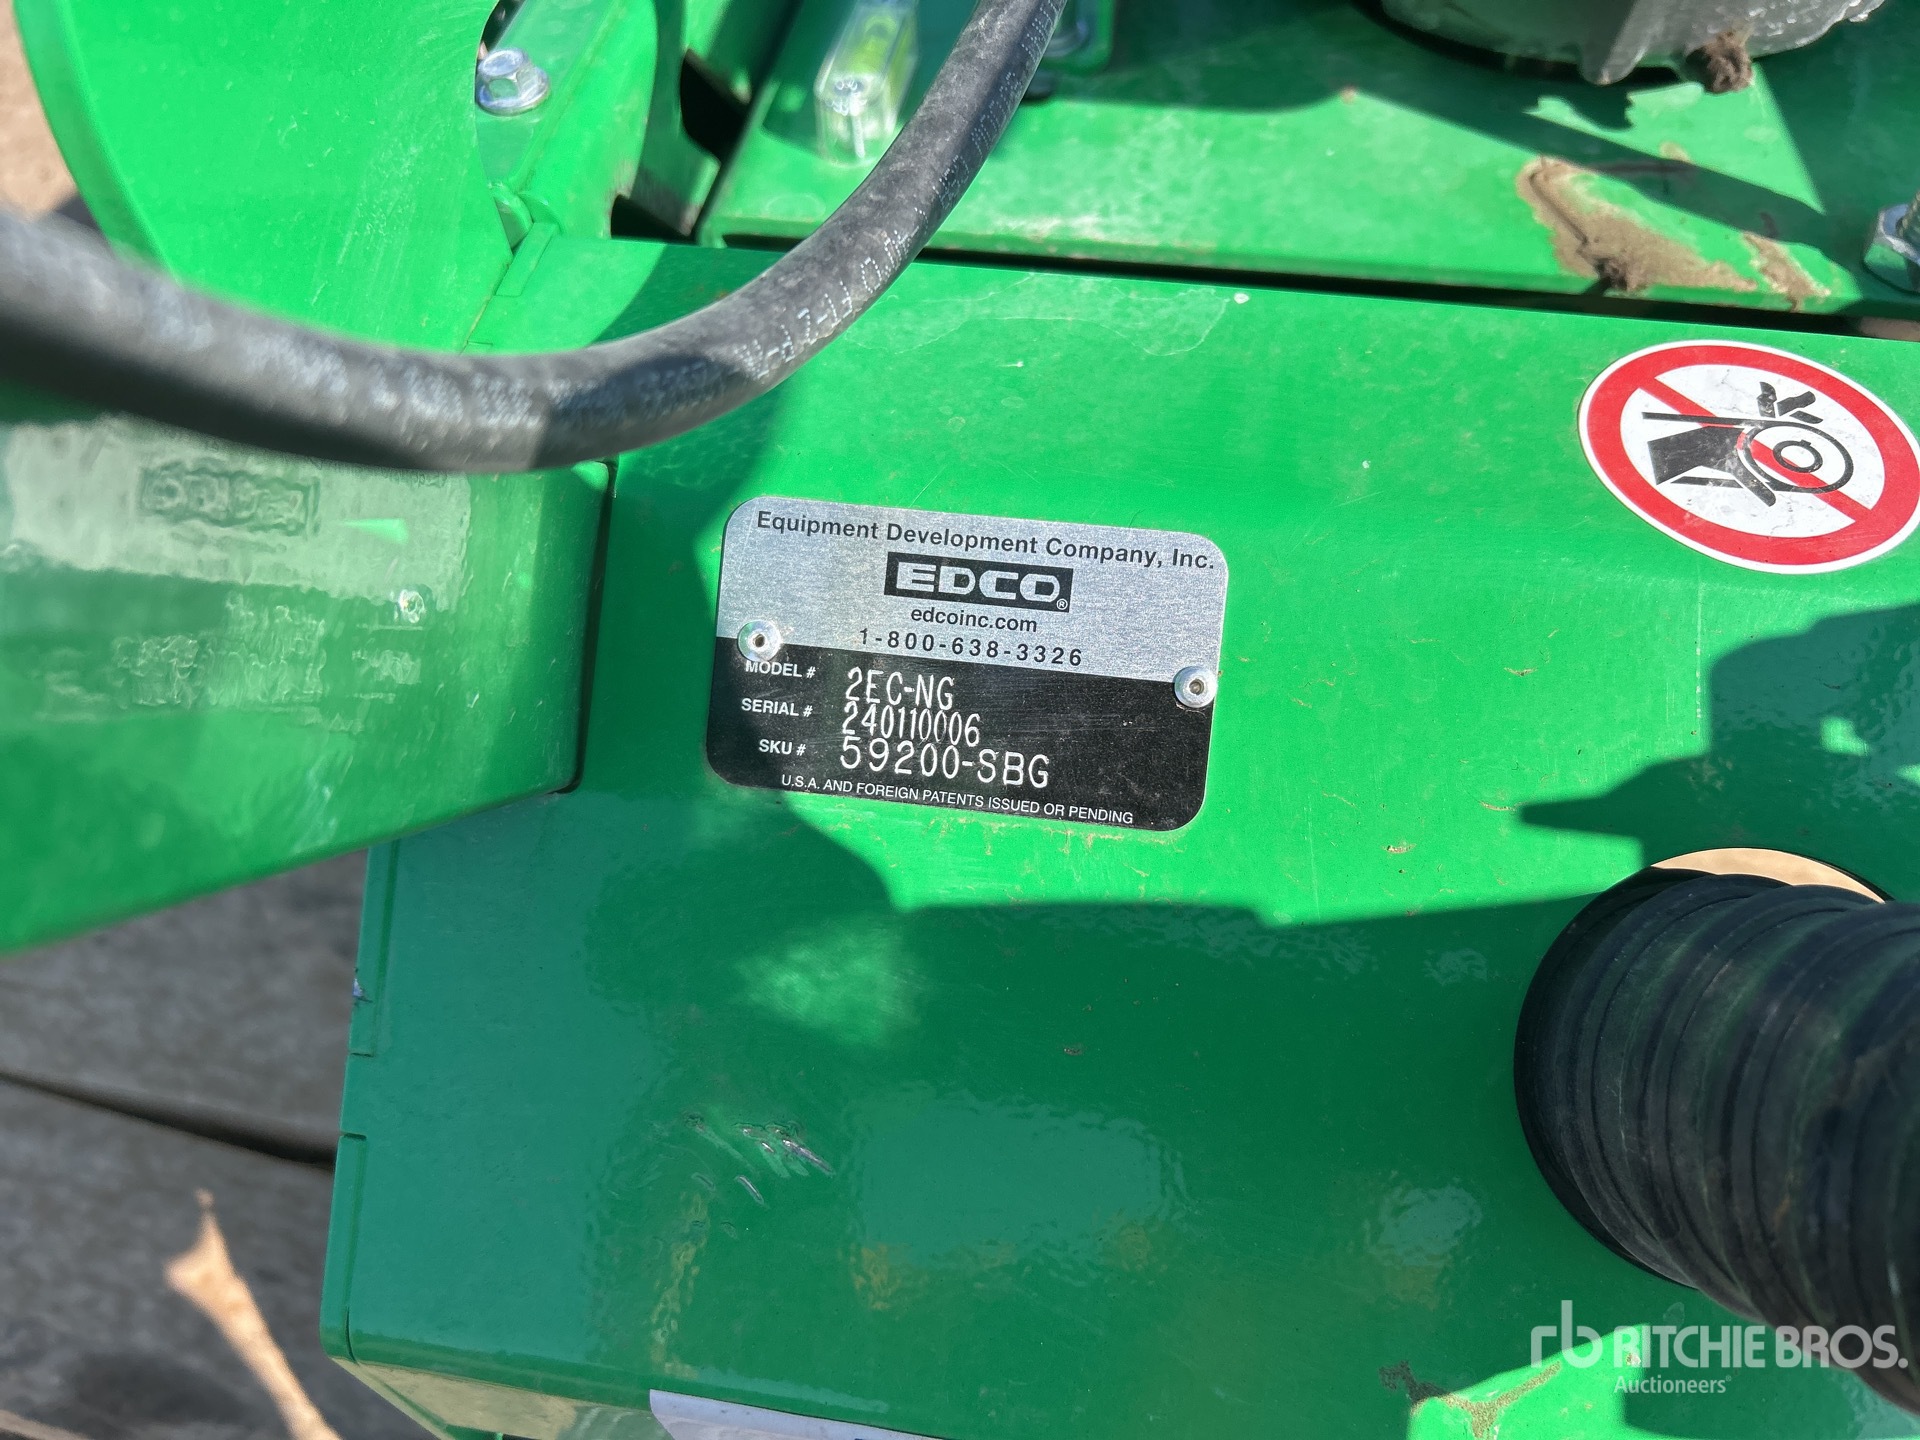 Equipment Development Company, Inc.
EDCO®
edcoinc.com
1-800-638-3326
MODEL # 2EC-NG
SERIAL # 240110006
SKU # 59200-SBG
U.S.A. AND FOREIGN PATENTS ISSUED OR PENDING
rb RITCHIE BROS.
Auctioneers